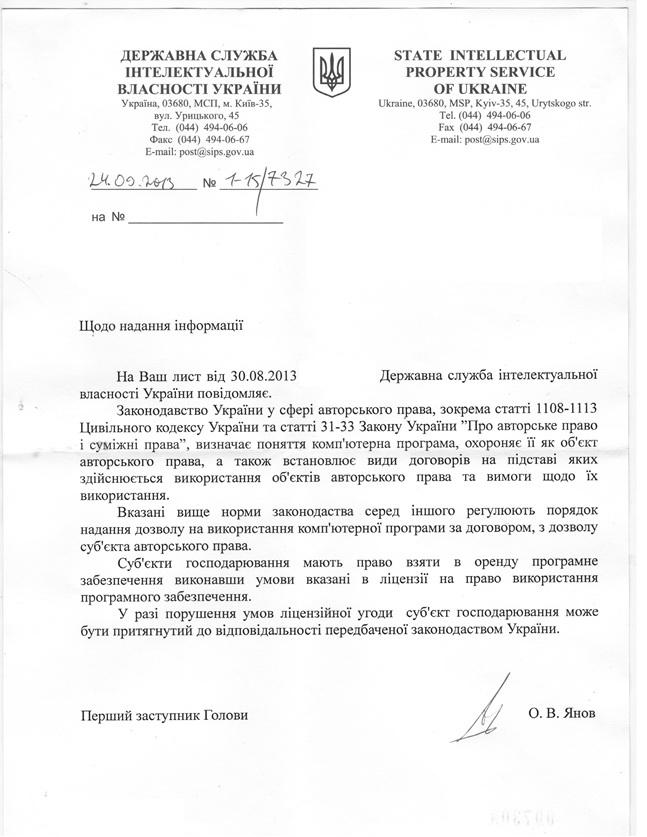 ДЕРЖАВНА СЛУЖБА
ІНТЕЛЕКТУАЛЬНОЇ
ВЛАСНОСТІ УКРАЇНИ
Україна, 03680, МСП, м. Київ-35,
вул. Урицького, 45
Тел. (044) 494-06-06
Факс (044) 494-06-67
E-mail: post@sips.gov.ua
STATE INTELLECTUAL
PROPERTY SERVICE
OF UKRAINE
Ukraine, 03680, MSP, Kyiv-35, 45, Urytskogo str.
Tel. (044) 494-06-06
Fax (044) 494-06-67
E-mail: post@sips.gov.ua
24.09.2013 № 1-15/7327
на №
Щодо надання інформації
На Ваш лист від 30.08.2013 Державна служба інтелектуальної
власності України повідомляє.
Законодавство України у сфері авторського права, зокрема статті 1108-1113
Цивільного кодексу України та статті 31-33 Закону України ”Про авторське право
і суміжні права”, визначає поняття комп'ютерна програма, охороняє її як об'єкт
авторського права, а також встановлює види договорів на підставі яких
здійснюється використання об'єктів авторського права та вимоги щодо їх
використання.
Вказані вище норми законодаства серед іншого регулюють порядок
надання дозволу на використання комп'ютерної програми за договором, з дозволу
суб'єкта авторського права.
Суб'єкти господарювання мають право взяти в оренду програмне
забезпечення виконавши умови вказані в ліцензії на право використання
програмного забезпечення.
У разі порушення умов ліцензійної угоди суб'єкт господарювання може
бути притягнутий до відповідальності передбаченої законодаством України.
Перший заступник Голови
О. В. Янов